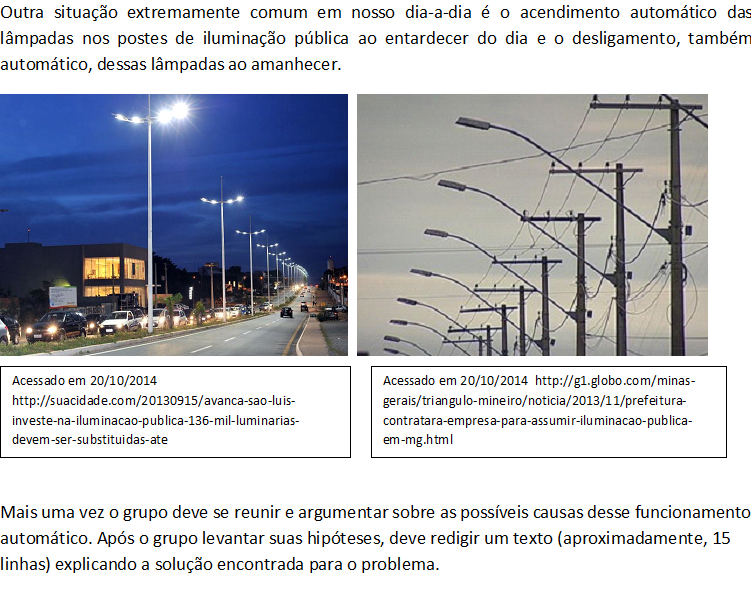 Outra situação extremamente comum em nosso dia-a-dia é o acendimento automático das
lâmpadas nos postes de iluminação pública ao entardecer do dia e o desligamento, também
automático, dessas lâmpadas ao amanhecer.
Acessado em 20/10/2014
http://suacidade.com/20130915/avanca-sao-luis-
investe-na-iluminacao-publica-136-mil-luminarias-
devem-ser-substituidas-ate
Acessado em 20/10/2014 http://g1.globo.com/minas-
gerais/triangulo-mineiro/noticia/2013/11/prefeitura-
contratara-empresa-para-assumir-iluminacao-publica-
em-mg.html
Mais uma vez o grupo deve se reunir e argumentar sobre as possíveis causas desse funcionamento
automático. Após o grupo levantar suas hipóteses, deve redigir um texto (aproximadamente, 15
linhas) explicando a solução encontrada para o problema.